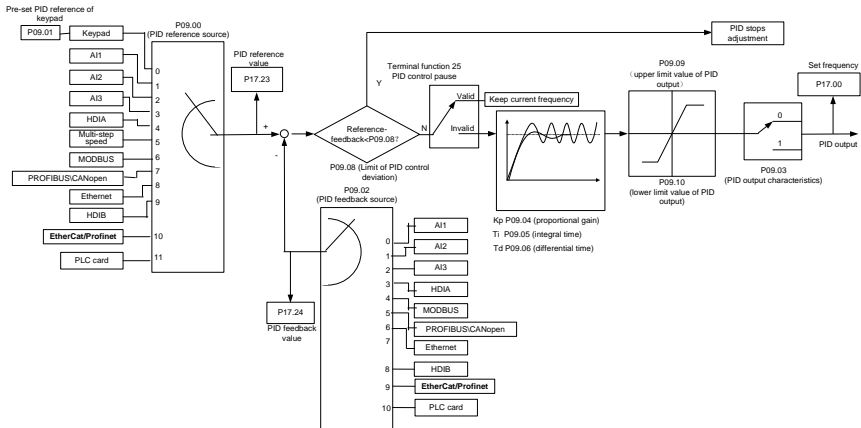 Pre-set PID reference of
keypad
P09.01
Keypad
AI1
AI2
AI3
HDIA
Multi-step
speed
MODBUS
PROFIBUS\CANopen
Ethernet
HDIB
EtherCat/Profinet
PLC card
P09.00
(PID reference source)
0
1
2
3
4
5
6
7
8
9
10
11
PID reference
value
P17.23
+
-
Reference-
feedback<P09.08?
Y
N
P09.08 (Limit of PID control
deviation)
Terminal function 25
PID control pause
Valid
Invalid
Keep current frequency
PID stops
adjustment
Kp P09.04 (proportional gain)
Ti P09.05 (integral time)
Td P09.06 (differential time)
P09.09
(upper limit value of PID
output)
P09.10
(lower limit value of PID
output)
0
1
P09.03
(PID output characteristics)
Set frequency
P17.00
PID output
P09.02
(PID feedback source)
P17.24
PID feedback
value
0
1
2
3
4
5
6
7
8
9
10
AI1
AI2
AI3
HDIA
MODBUS
PROFIBUS\CANopen
Ethernet
HDIB
EtherCat/Profinet
PLC card